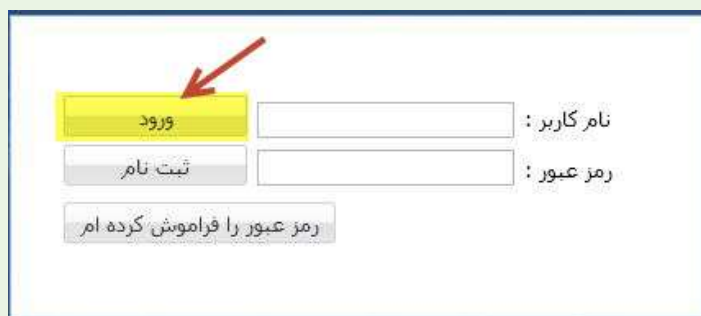 نام کاربر : ورود
رمز عبور : ثبت نام
رمز عبور را فراموش کرده ام